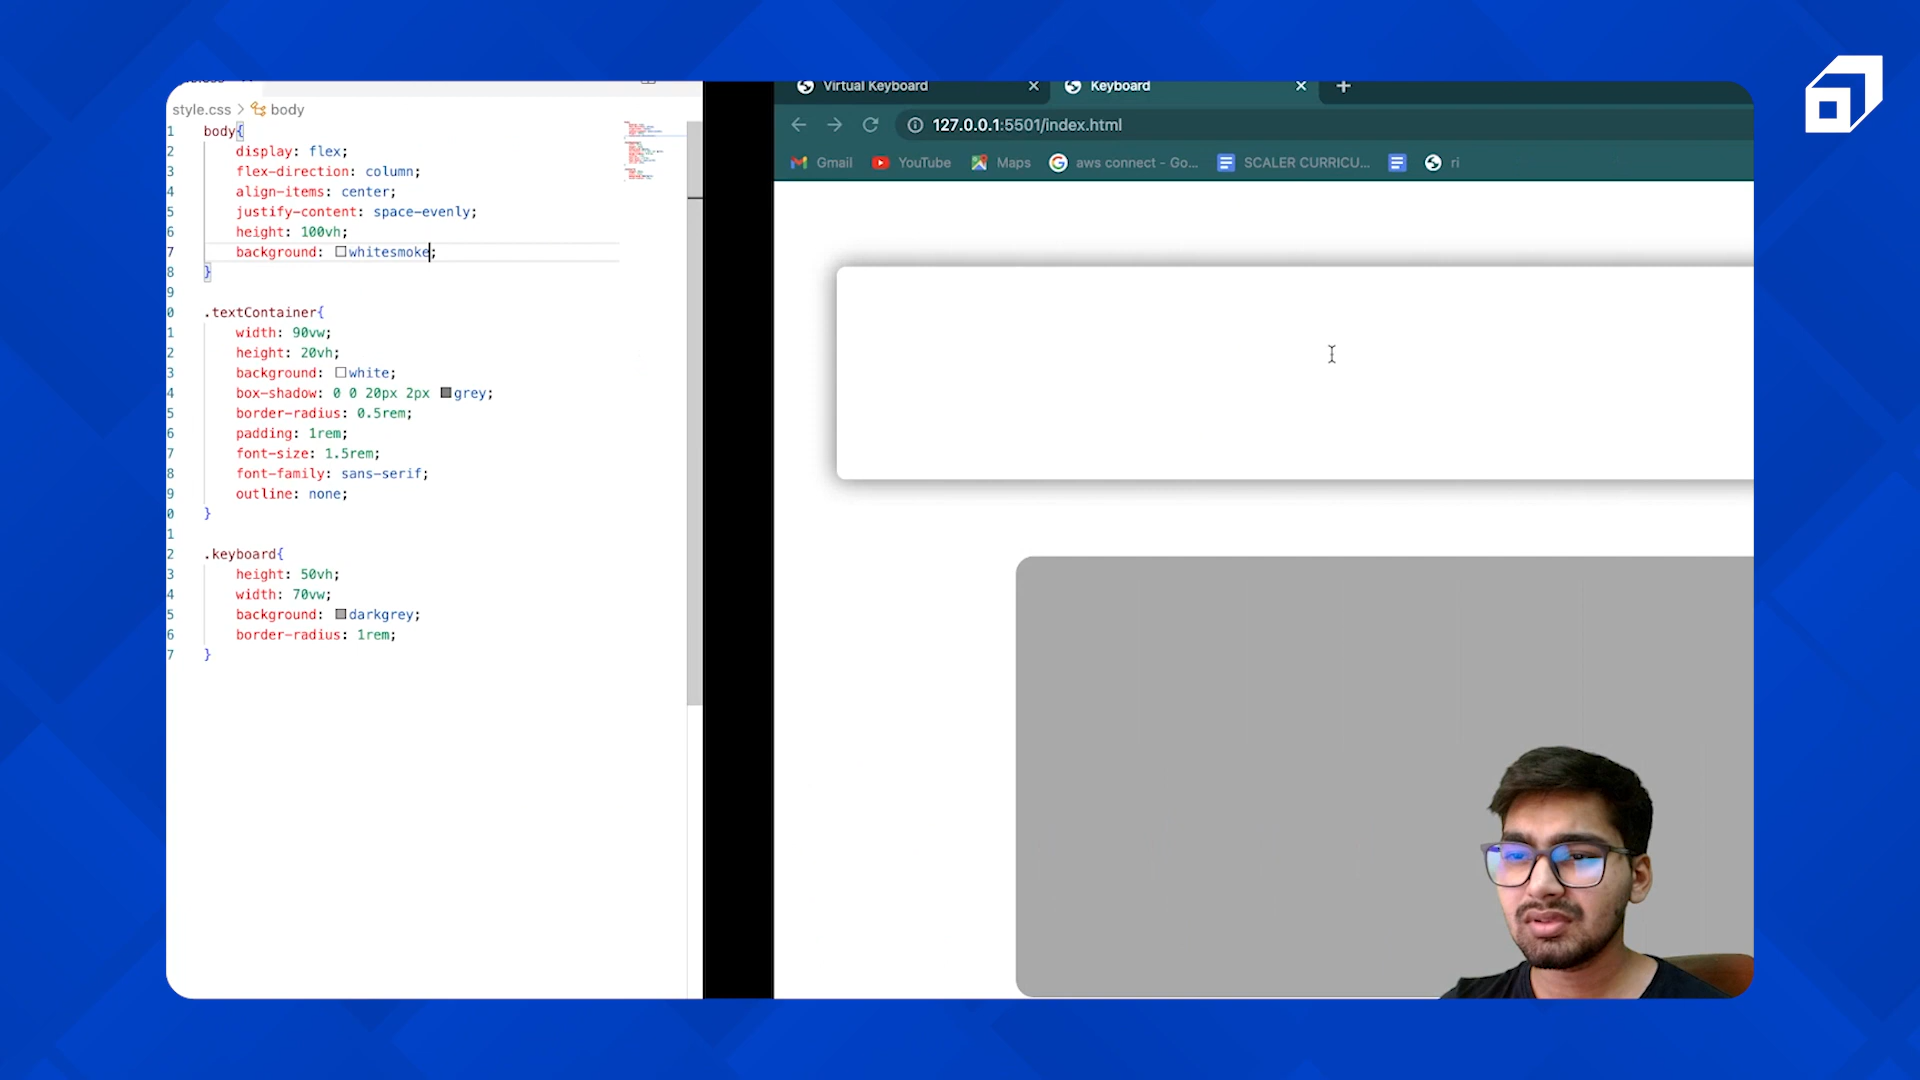 style.css > body
1 body{
2 display: flex;
3 flex-direction: column;
4 align-items: center;
5 justify-content: space-evenly;
6 height: 100vh;
7 background: whitesmoke;
8 }
9
0 .textContainer{
1 width: 90vw;
2 height: 20vh;
3 background: white;
4 box-shadow: 0 0 20px 2px grey;
5 border-radius: 0.5rem;
6 padding: 1rem;
7 font-size: 1.5rem;
8 font-family: sans-serif;
9 outline: none;
0 }
1
2 .keyboard{
3 height: 50vh;
4 width: 70vw;
5 background: darkgrey;
6 border-radius: 1rem;
7 }
Virtual Keyboard
Keyboard
127.0.0.1:5501/index.html
Gmail YouTube Maps aws connect - Go... SCALER CURRICU... ri